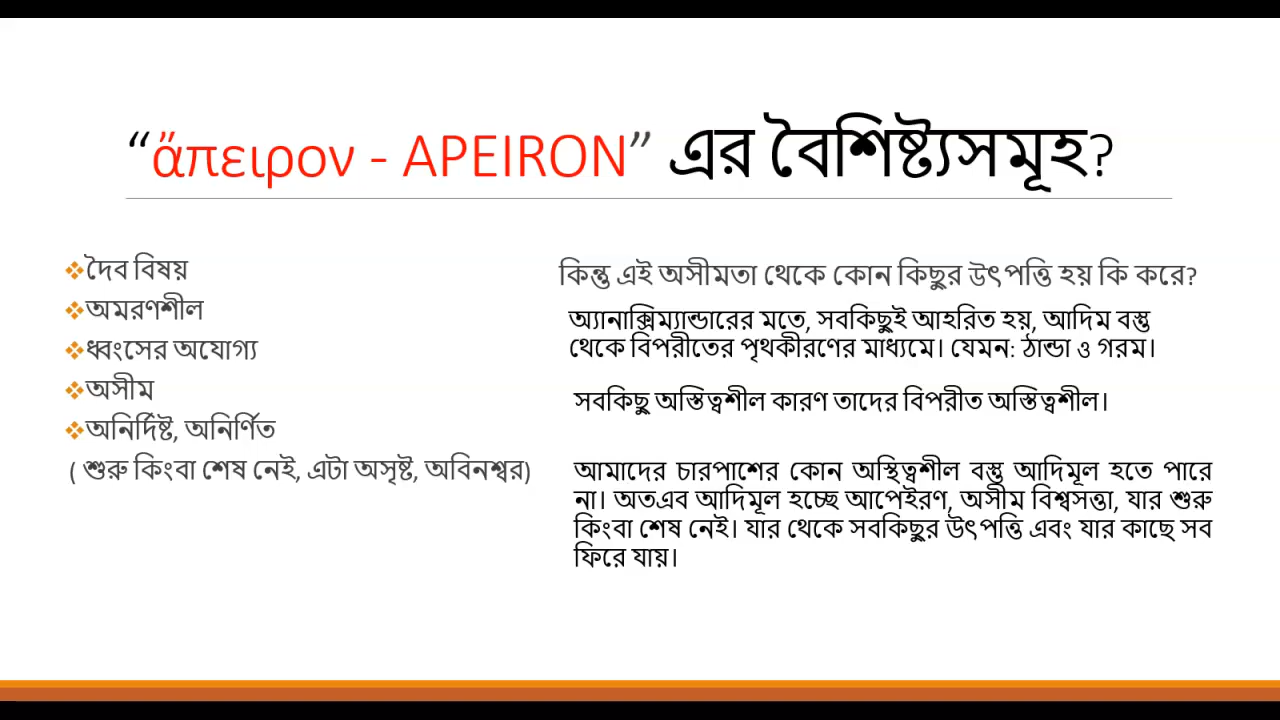 “ἄπειρον - APEIRON” এর বৈশিষ্ট্যসমূহ?
❖দৈব বিষয়
❖অমরণশীল
❖ধ্বংসের অযোগ্য
❖অসীম
❖অনির্দিষ্ট, অনির্ণিত
( শুরু কিংবা শেষ নেই, এটা অসৃষ্ট, অবিনশ্বর)
কিন্তু এই অসীমতা থেকে কোন কিছুর উৎপত্তি হয় কি করে?
অ্যানাক্সিম্যান্ডারের মতে, সবকিছুই আহরিত হয়, আদিম বস্তু
থেকে বিপরীতের পৃথকীরণের মাধ্যমে। যেমন: ঠান্ডা ও গরম।
সবকিছু অস্তিত্বশীল কারণ তাদের বিপরীত অস্তিত্বশীল।
আমাদের চারপাশের কোন অস্থিত্বশীল বস্তু আদিমূল হতে পারে
না। অতএব আদিমূল হচ্ছে আপেইরণ, অসীম বিশ্বসত্তা, যার শুরু
কিংবা শেষ নেই। যার থেকে সবকিছুর উৎপত্তি এবং যার কাছে সব
ফিরে যায়।